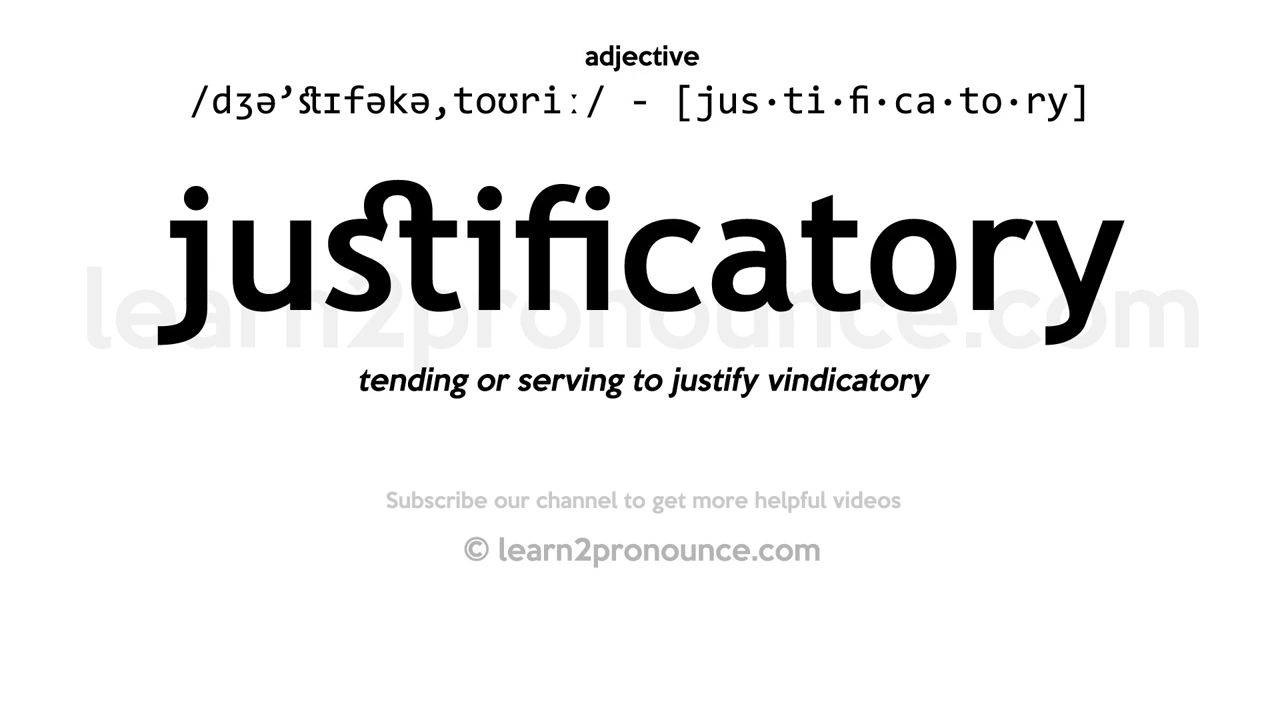 adjective
/dʒə’stɪfəkə,toʊriː/ - [jus·ti·fi·ca·to·ry]
justificatory
learn2pronounce.com
tending or serving to justify vindicatory
Subscribe our channel to get more helpful videos
© learn2pronounce.com